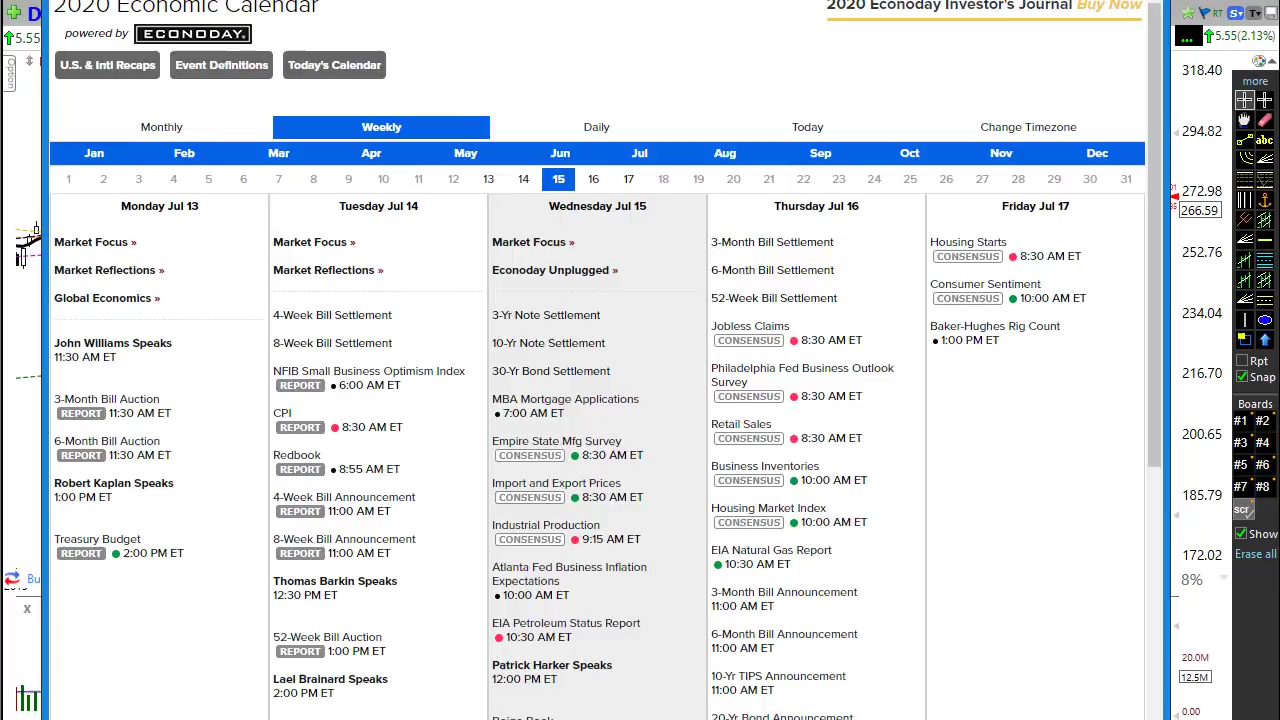 2020 Economic Calendar
2020 Econoday Investor's Journal Buy Now
powered by ECONODAY.
U.S. & Intl Recaps Event Definitions Today's Calendar
Monthly Weekly Daily Today Change Timezone
Jan Feb Mar Apr May Jun Jul Aug Sep Oct Nov Dec
1 2 3 4 5 6 7 8 9 10 11 12 13 14 15 16 17 18 19 20 21 22 23 24 25 26 27 28 29 30 31
Monday Jul 13
Market Focus »
Market Reflections »
Global Economics »
John Williams Speaks
11:30 AM ET
3-Month Bill Auction
REPORT 11:30 AM ET
6-Month Bill Auction
REPORT 11:30 AM ET
Robert Kaplan Speaks
1:00 PM ET
Treasury Budget
REPORT 2:00 PM ET
Tuesday Jul 14
Market Focus »
Market Reflections »
4-Week Bill Settlement
8-Week Bill Settlement
NFIB Small Business Optimism Index
REPORT 6:00 AM ET
CPI
REPORT 8:30 AM ET
Redbook
REPORT 8:55 AM ET
4-Week Bill Announcement
REPORT 11:00 AM ET
8-Week Bill Announcement
REPORT 11:00 AM ET
Thomas Barkin Speaks
12:30 PM ET
52-Week Bill Auction
REPORT 1:00 PM ET
Lael Brainard Speaks
2:00 PM ET
Wednesday Jul 15
Market Focus »
Econoday Unplugged »
3-Yr Note Settlement
10-Yr Note Settlement
30-Yr Bond Settlement
MBA Mortgage Applications
7:00 AM ET
Empire State Mfg Survey
CONSENSUS 8:30 AM ET
Import and Export Prices
CONSENSUS 8:30 AM ET
Industrial Production
CONSENSUS 9:15 AM ET
Atlanta Fed Business Inflation
Expectations
10:00 AM ET
EIA Petroleum Status Report
10:30 AM ET
Patrick Harker Speaks
12:00 PM ET
Beige Book
Thursday Jul 16
3-Month Bill Settlement
6-Month Bill Settlement
52-Week Bill Settlement
Jobless Claims
CONSENSUS 8:30 AM ET
Philadelphia Fed Business Outlook
Survey
CONSENSUS 8:30 AM ET
Retail Sales
CONSENSUS 8:30 AM ET
Business Inventories
CONSENSUS 10:00 AM ET
Housing Market Index
CONSENSUS 10:00 AM ET
EIA Natural Gas Report
10:30 AM ET
3-Month Bill Announcement
11:00 AM ET
6-Month Bill Announcement
11:00 AM ET
10-Yr TIPS Announcement
11:00 AM ET
20-Yr Bond Announcement
Friday Jul 17
Housing Starts
CONSENSUS 8:30 AM ET
Consumer Sentiment
CONSENSUS 10:00 AM ET
Baker-Hughes Rig Count
1:00 PM ET
D
5.55
Option
Bu
X
RT S T
... 5.55(2.13%)
318.40
294.82
272.98
266.59
252.76
234.04
216.70
200.65
185.79
172.02
8%
20.0M
12.5M
0.00
more
abc
Rpt
Snap
Boards
#1 #2
#3 #4
#5 #6
#7 #8
scr
Show
Erase all